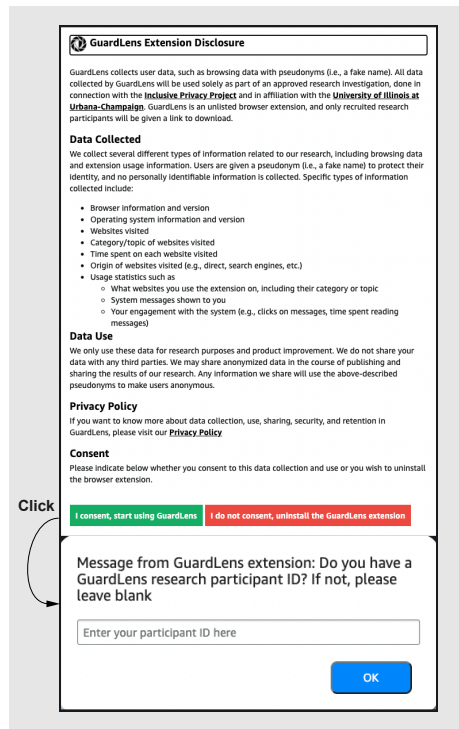 GuardLens Extension Disclosure
GuardLens collects user data, such as browsing data with pseudonyms (i.e., a fake name). All data
collected by GuardLens will be used solely as part of an approved research investigation, done in
connection with the Inclusive Privacy Project and in affiliation with the University of Illinois at
Urbana-Champaign. GuardLens is an unlisted browser extension, and only recruited research
participants will be given a link to download.
Data Collected
We collect several different types of information related to our research, including browsing data
and extension usage information. Users are given a pseudonym (i.e., a fake name) to protect their
identity, and no personally identifiable information is collected. Specific types of information
collected include:
• Browser information and version
• Operating system information and version
• Websites visited
• Category/topic of websites visited
• Time spent on each website visited
• Origin of websites visited (e.g., direct, search engines, etc.)
• Usage statistics such as
○ What websites you use the extension on, including their category or topic
○ System messages shown to you
○ Your engagement with the system (e.g., clicks on messages, time spent reading
messages)
Data Use
We only use these data for research purposes and product improvement. We do not share your
data with any third parties. We may share anonymized data in the course of publishing and
sharing the results of our research. Any information we share will use the above-described
pseudonyms to make users anonymous.
Privacy Policy
If you want to know more about data collection, use, sharing, security, and retention in
GuardLens, please visit our Privacy Policy
Consent
Please indicate below whether you consent to this data collection and use or you wish to uninstall
the browser extension.
Click
I consent, start using GuardLens I do not consent, uninstall the GuardLens extension
Message from GuardLens extension: Do you have a
GuardLens research participant ID? If not, please
leave blank
Enter your participant ID here
OK